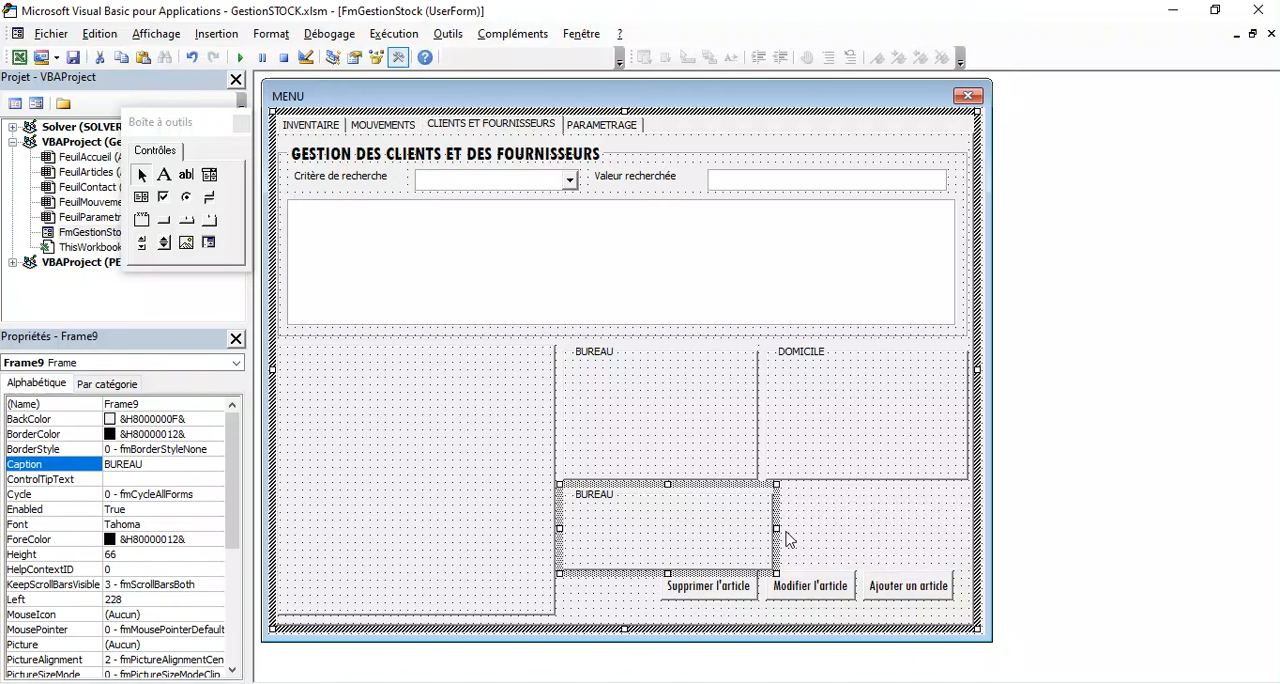 Microsoft Visual Basic pour Applications - GestionSTOCK.xlsm - [FmGestionStock (UserForm)]
Fichier Edition Affichage Insertion Format Débogage Exécution Outils Compléments Fenêtre ?
Projet - VBAProject
Solver (SOLVER
VBAProject (Ge
FeuilAccueil (A
FeuilArticles (
FeuilContact (
FeuilMouveme
FeuilParametr
FmGestionSto
ThisWorkbook
VBAProject (PE
Boîte à outils
Contrôles
Propriétés - Frame9
Frame9 Frame
Alphabétique Par catégorie
(Name) Frame9
BackColor &H8000000F&
BorderColor &H80000012&
BorderStyle 0 - fmBorderStyleNone
Caption BUREAU
ControlTipText
Cycle 0 - fmCycleAllForms
Enabled True
Font Tahoma
ForeColor &H80000012&
Height 66
HelpContextID 0
KeepScrollBarsVisible 3 - fmScrollBarsBoth
Left 228
MouseIcon (Aucun)
MousePointer 0 - fmMousePointerDefault
Picture (Aucun)
PictureAlignment 2 - fmPictureAlignmentCen
PictureSizeMode 0 - fmPictureSizeModeClip
MENU
INVENTAIRE MOUVEMENTS CLIENTS ET FOURNISSEURS PARAMETRAGE
GESTION DES CLIENTS ET DES FOURNISSEURS
Critère de recherche Valeur recherchée
BUREAU DOMICILE
BUREAU
Supprimer l'article Modifier l'article Ajouter un article